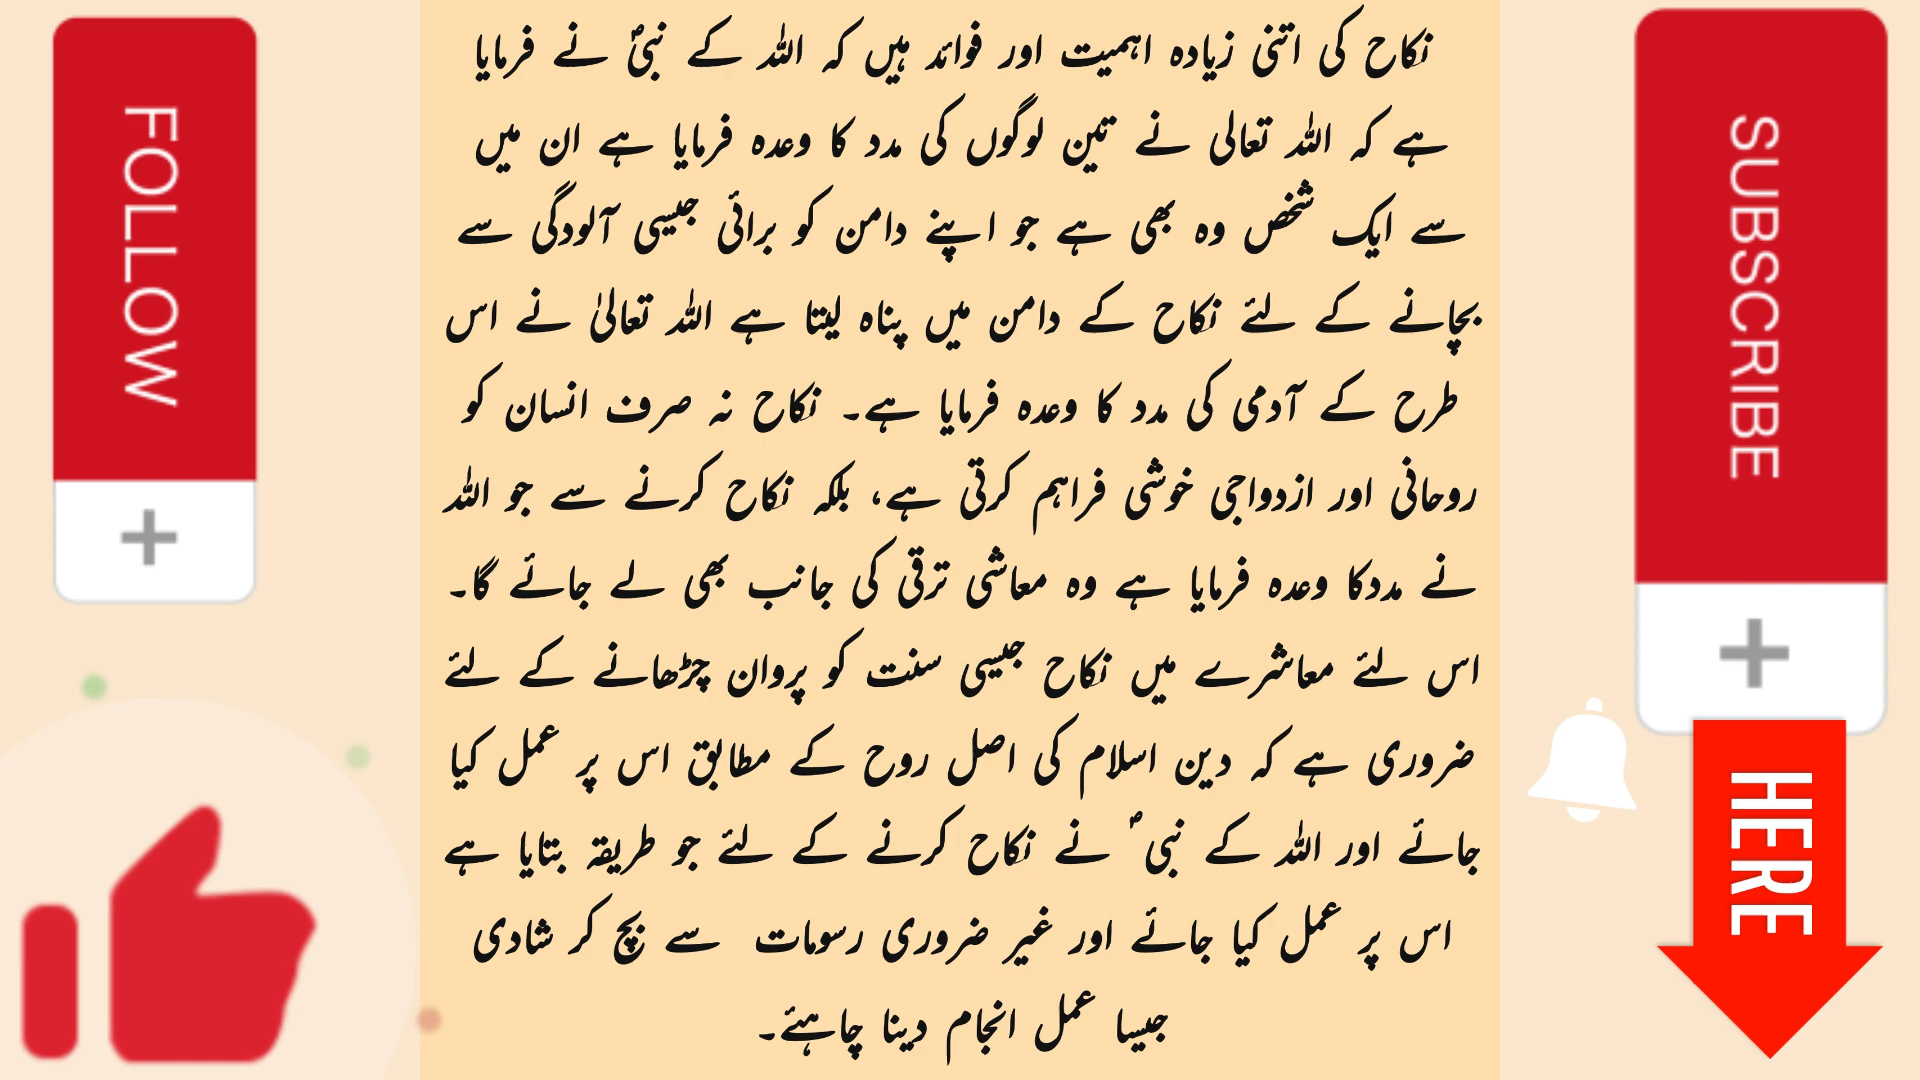 نکاح کی اتنی زیادہ اہمیت اور فوائد ہیں کہ اللہ کے نبیؐ نے فرمایا
ہے کہ اللہ تعالی نے تین لوگوں کی مدد کا وعدہ فرمایا ہے ان میں
سے ایک شخص وہ بھی ہے جو اپنے دامن کو برائی جیسی آلودگی سے
بچانے کے لئے نکاح کے دامن میں پناہ لیتا ہے اللہ تعالیٰ نے اس
طرح کے آدمی کی مدد کا وعدہ فرمایا ہے۔ نکاح نہ صرف انسان کو
روحانی اور ازدواجی خوشی فراہم کرتی ہے، بلکہ نکاح کرنے سے جو اللہ
نے مددکا وعدہ فرمایا ہے وہ معاشی ترقی کی جانب بھی لے جائے گا۔
اس لئے معاشرے میں نکاح جیسی سنت کو پروان چڑھانے کے لئے
ضروری ہے کہ دین اسلام کی اصل روح کے مطابق اس پر عمل کیا
جائے اور اللہ کے نبی ؐ نے نکاح کرنے کے لئے جو طریقہ بتایا ہے
اس پر عمل کیا جائے اور غیر ضروری رسومات سے بچ کر شادی
جیسا عمل انجام دینا چاہئے۔
FOLLOW
+
SUBSCRIBE
+
HERE